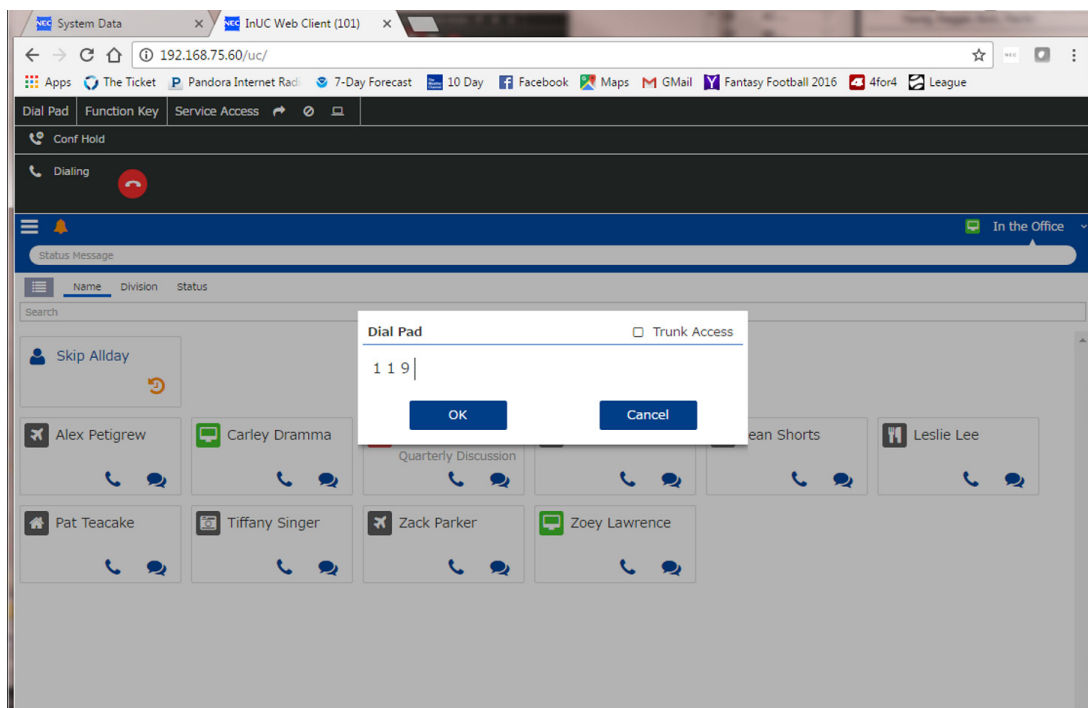 NEC System Data × NEC InUC Web Client (101) ×
192.168.75.60/uc/
Apps The Ticket P Pandora Internet Radi 7-Day Forecast 10 Day Facebook Maps GMail Y Fantasy Football 2016 4for4 League
Dial Pad Function Key Service Access
Conf Hold
Dialing
In the Office
Status Message
Name Division Status
Search
Dial Pad Trunk Access
Skip Allday
1 1 9
OK Cancel
Alex Petigrew Carley Dramma ean Shorts Leslie Lee
Quarterly Discussion
Pat Teacake Tiffany Singer Zack Parker Zoey Lawrence